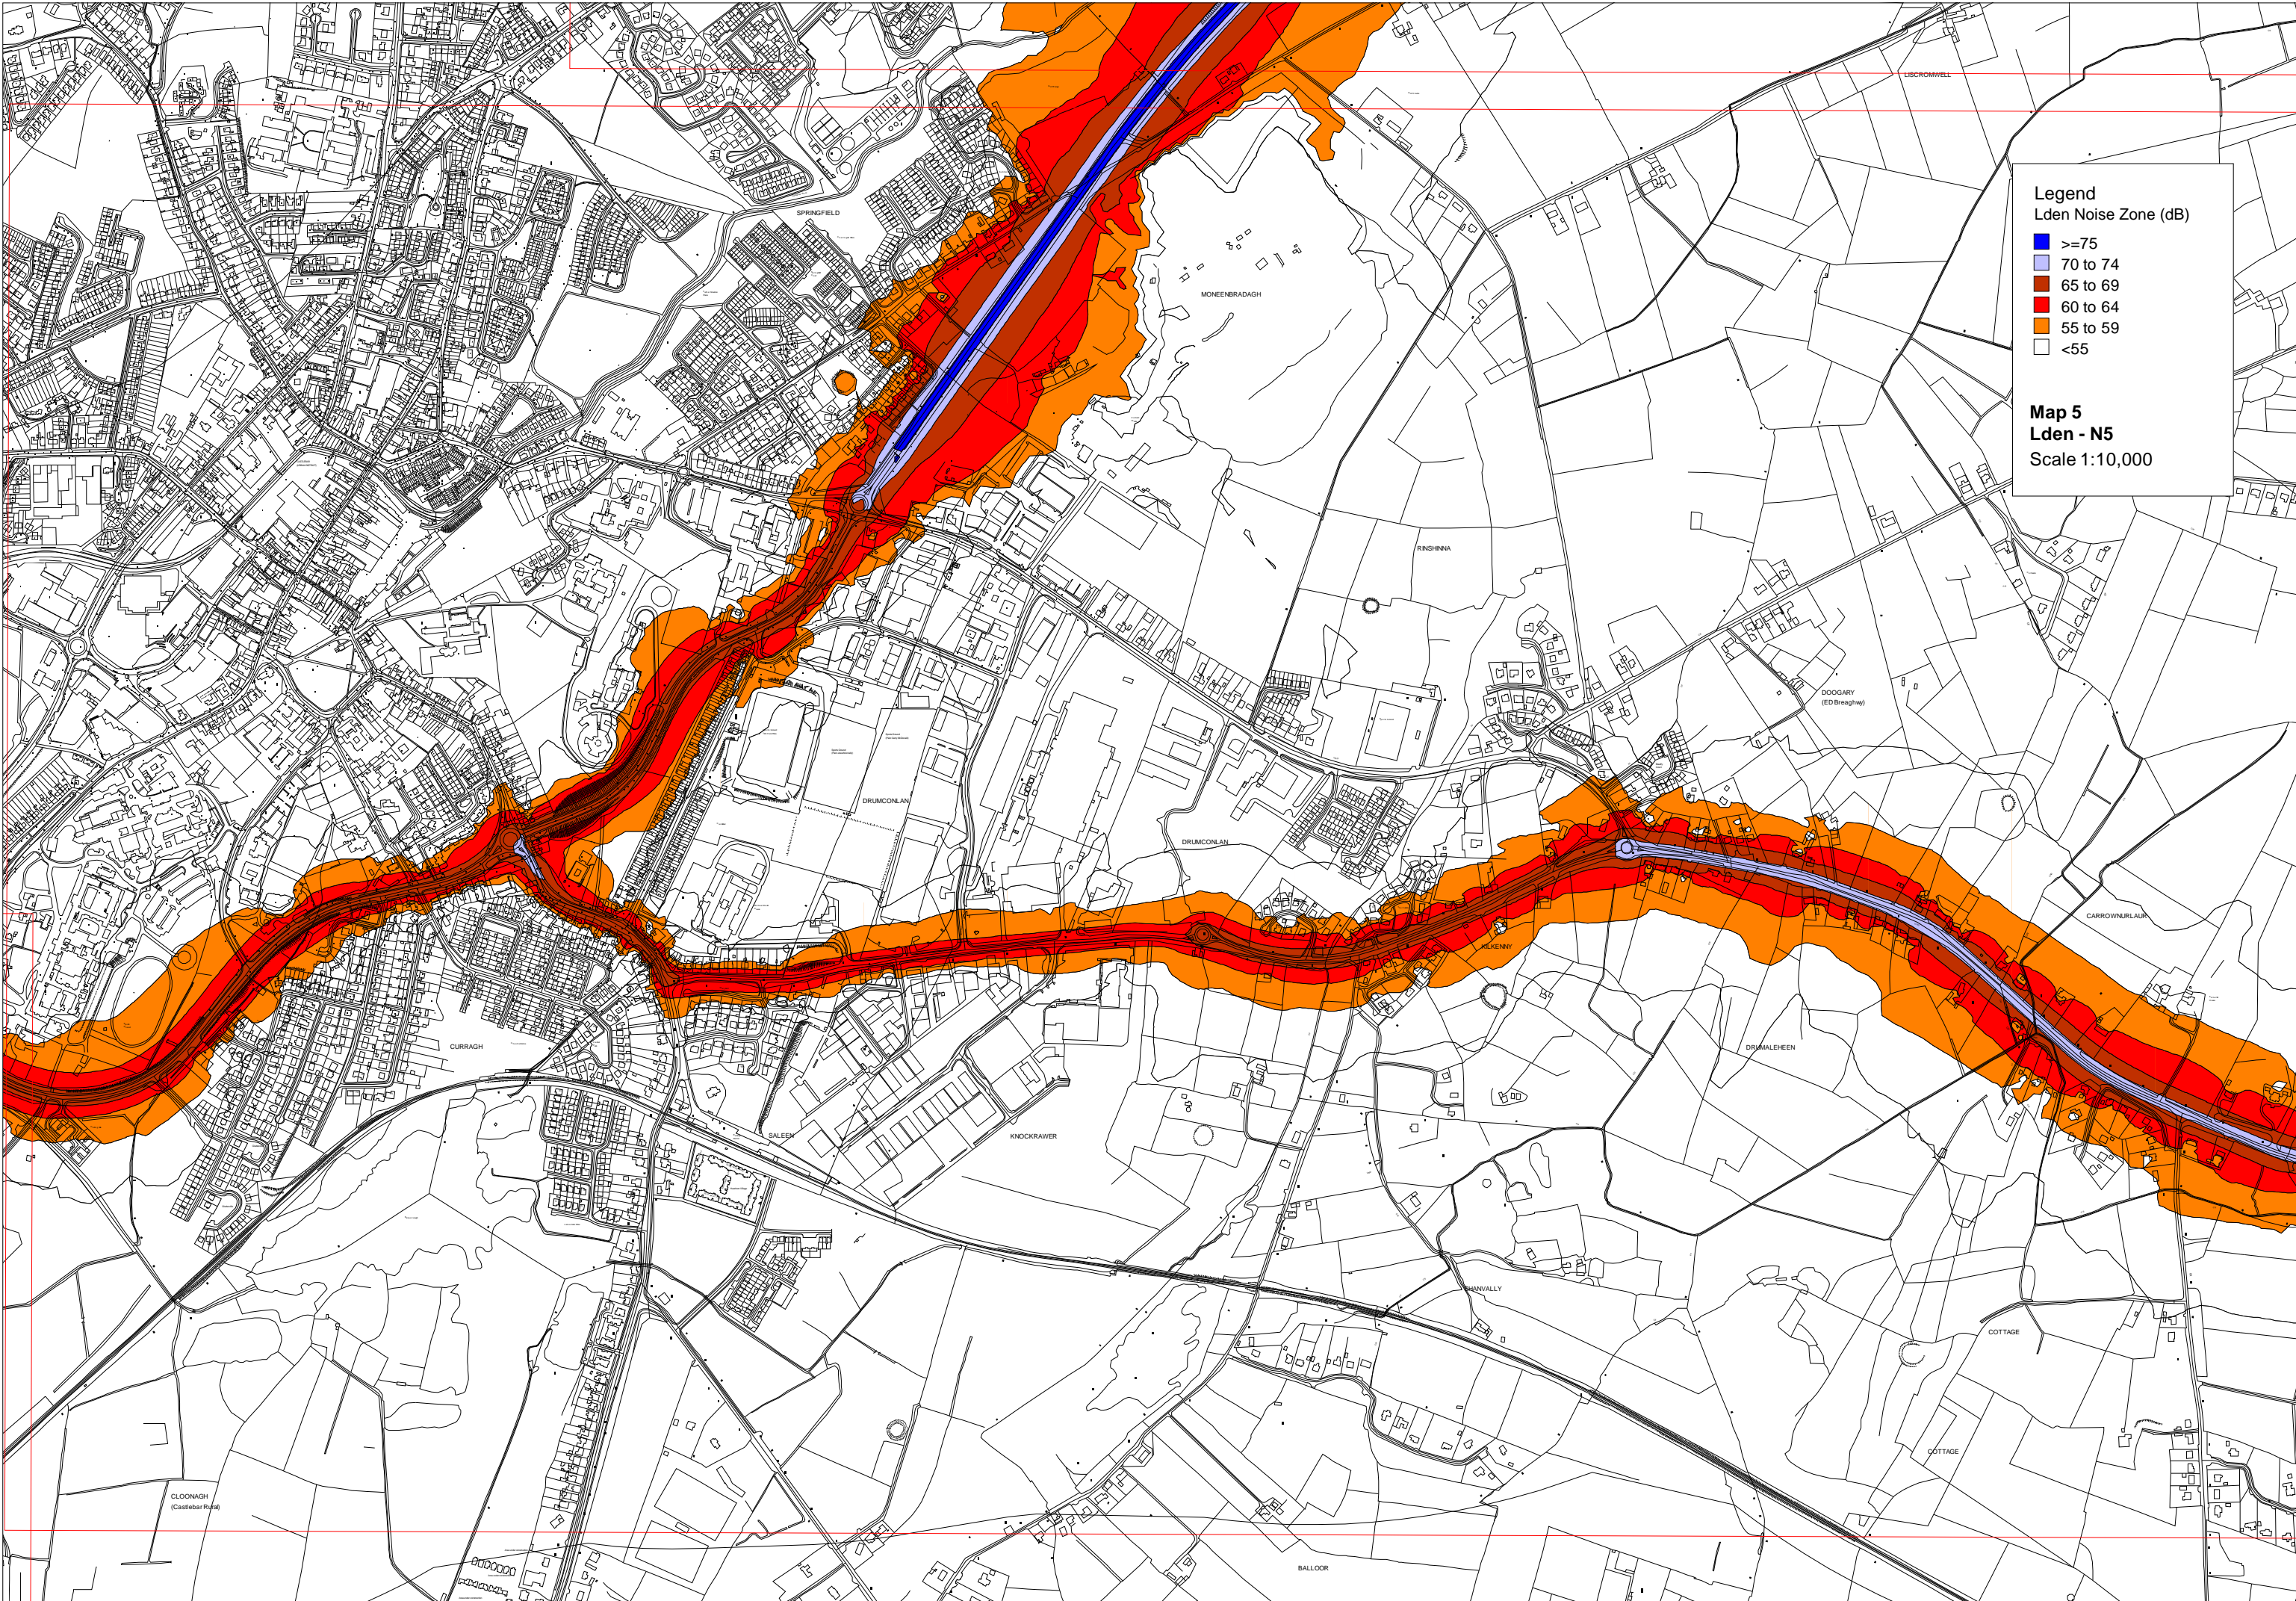 LISCROMWELL
Legend
Lden Noise Zone (dB)
>=75
70 to 74
65 to 69
60 to 64
55 to 59
<55
Map 5
Lden - N5
Scale 1:10,000
SPRINGFIELD
MONEENBRADAGH
RINSHINNA
DOOGARY
(ED Breaghwy)
DRUMCONLAN
DRUMCONLAN
CARROWNURLAUR
KILKENNY
CURRAGH
DRUMALEHEEN
SALEEN
KNOCKRAWER
SHANVALLY
COTTAGE
COTTAGE
CLOONAGH
(Castlebar Rural)
BALLOOR